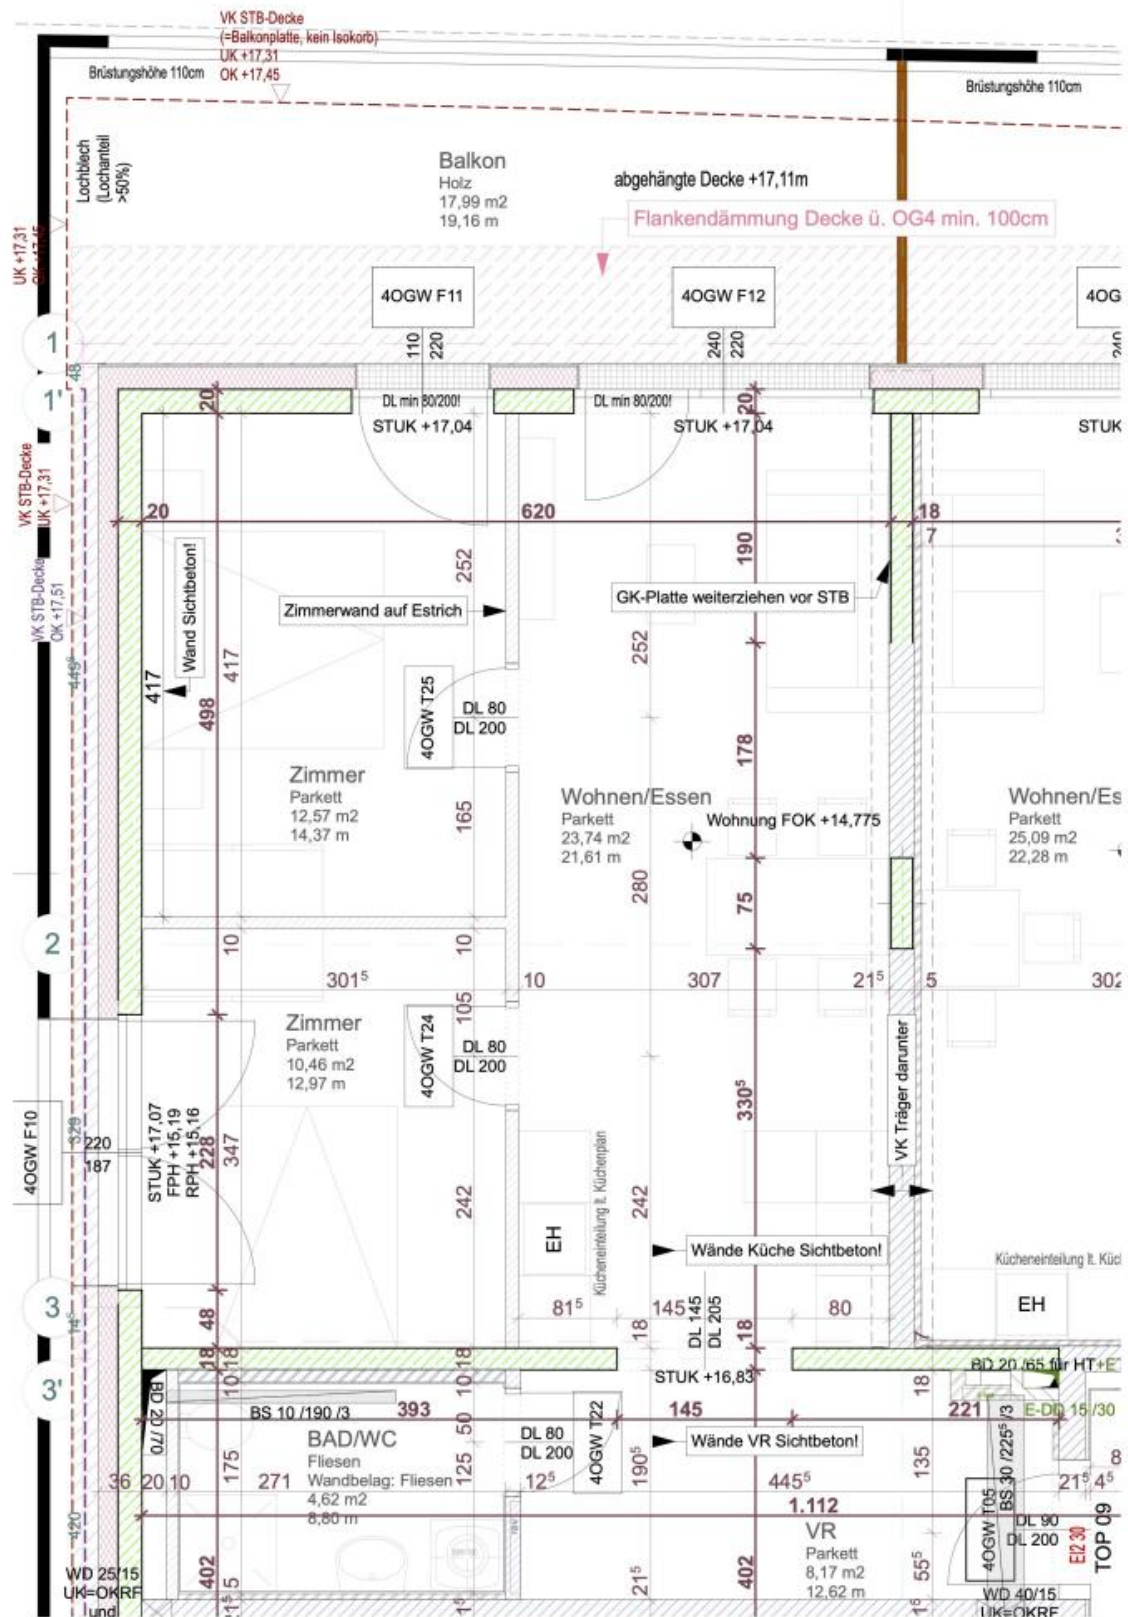 VK STB-Decke
(=Balkonplatte, kein Isokorb)
UK +17,31
OK +17,45
Brüstungshöhe 110cm
Brüstungshöhe 110cm
Lochblech
(Lochanteil
>50%)
Balkon
Holz
17,99 m2
19,16 m
abgehängte Decke +17,11m
Flankendämmung Decke ü. OG4 min. 100cm
UK +17,31
4OGW F11
4OGW F12
4OG
110
220
240
220
240
1
48
1'
20
DL min 80/200!
DL min 80/200!
20
STUK +17,04
STUK +17,04
STUK
VK STB-Decke
UK +17,31
20
620
18
7
190
252
VK STB-Decke
OK +17,51
Wand Sichtbeton!
Zimmerwand auf Estrich
GK-Platte weiterziehen vor STB
252
417
417
498
449⁵
4OGW T25
DL 80
DL 200
178
Zimmer
Parkett
12,57 m2
14,37 m
165
Wohnen/Essen
Parkett
23,74 m2
21,61 m
Wohnung FOK +14,775
Wohnen/Es
Parkett
25,09 m2
22,28 m
280
75
2
10
10
301⁵
10
307
21⁵
5
302
105
Zimmer
Parkett
10,46 m2
12,97 m
4OGW T24
DL 80
DL 200
VK Träger darunter
330⁵
4OGW F10
329
220
187
STUK +17,07
FPH +15,19
RPH +15,16
228
347
242
242
EH
Kücheneinteilung lt. Küchenplan
Wände Küche Sichtbeton!
Kücheneinteilung lt. Küc
EH
3
14⁵
48
81⁵
145
80
18
DL 145
DL 205
18
7
18
18
18
3'
10
10
STUK +16,83
BD 20 /65 für HT+E
18
BD 20 /70
BS 10 /190 /3
393
145
221
E-DD 15 /30
BAD/WC
Fliesen
Wandbelag: Fliesen
4,62 m2
8,80 m
50
DL 80
DL 200
4OGW T22
Wände VR Sichtbeton!
BS 30 /225⁵ /3
175
125
190⁵
135
8
36
20
10
271
12⁵
445⁵
21⁵
4⁵
1.112
420
VR
Parkett
8,17 m2
12,62 m
4OGW T05
DL 90
DL 200
EI2 30
TOP 09
402
402
55⁵
5
21⁵
WD 25/15
UK=OKRF
und
WD 40/15
UK=OKRF